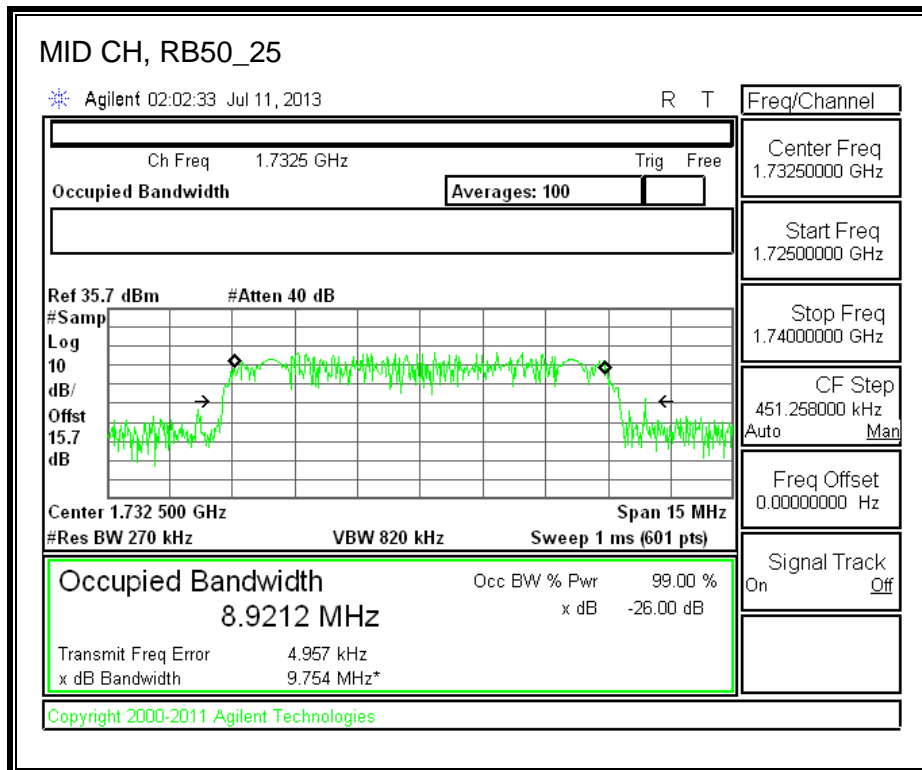 MID CH, RB50_25
Agilent 02:02:33 Jul 11, 2013 R T
Freq/Channel
Ch Freq 1.7325 GHz Trig Free
Occupied Bandwidth Averages: 100
Center Freq
1.73250000 GHz
Start Freq
1.72500000 GHz
Stop Freq
1.74000000 GHz
CF Step
451.258000 kHz
Auto Man
Freq Offset
0.00000000 Hz
Signal Track
On Off
Ref 35.7 dBm #Atten 40 dB
#Samp
Log
10
dB/
Offst
15.7
dB
Center 1.732 500 GHz Span 15 MHz
#Res BW 270 kHz VBW 820 kHz Sweep 1 ms (601 pts)
Occupied Bandwidth Occ BW % Pwr 99.00 %
8.9212 MHz x dB -26.00 dB
Transmit Freq Error 4.957 kHz
x dB Bandwidth 9.754 MHz*
Copyright 2000-2011 Agilent Technologies